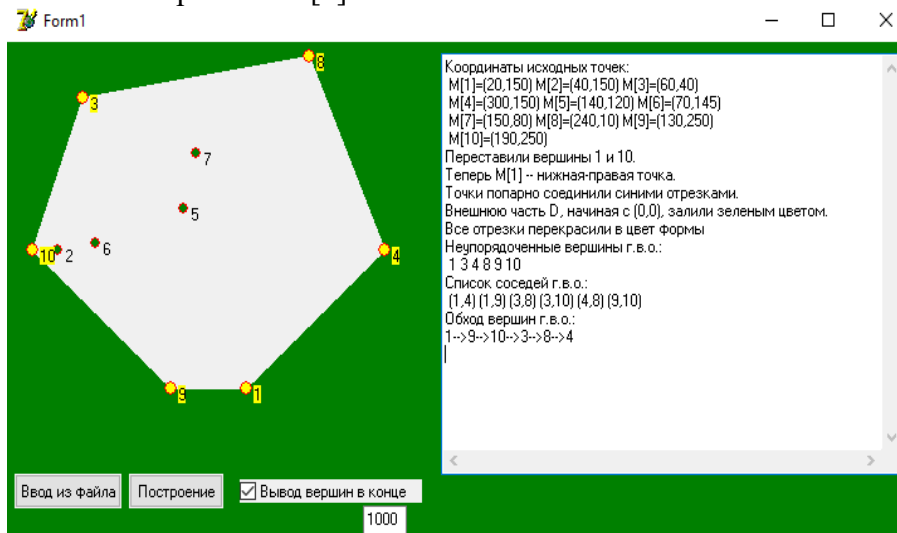 Form1
8
3
7
5
10
2
6
4
9
1
Координаты исходных точек:
M[1]=(20,150) M[2]=(40,150) M[3]=(60,40)
M[4]=(300,150) M[5]=(140,120) M[6]=(70,145)
M[7]=(150,80) M[8]=(240,10) M[9]=(130,250)
M[10]=(190,250)
Переставили вершины 1 и 10.
Теперь M[1] -- нижная-правая точка.
Точки попарно соединили синими отрезками.
Внешнюю часть D, начиная с (0,0), залили зеленым цветом.
Все отрезки перекрасили в цвет формы
Неупорядоченные вершины г.в.о.:
1 3 4 8 9 10
Список соседей г.в.о.:
(1,4) (1,9) (3,8) (3,10) (4,8) (9,10)
Обход вершин г.в.о.:
1-->9-->10-->3-->8-->4
Ввод из файла
Построение
Вывод вершин в конце
1000